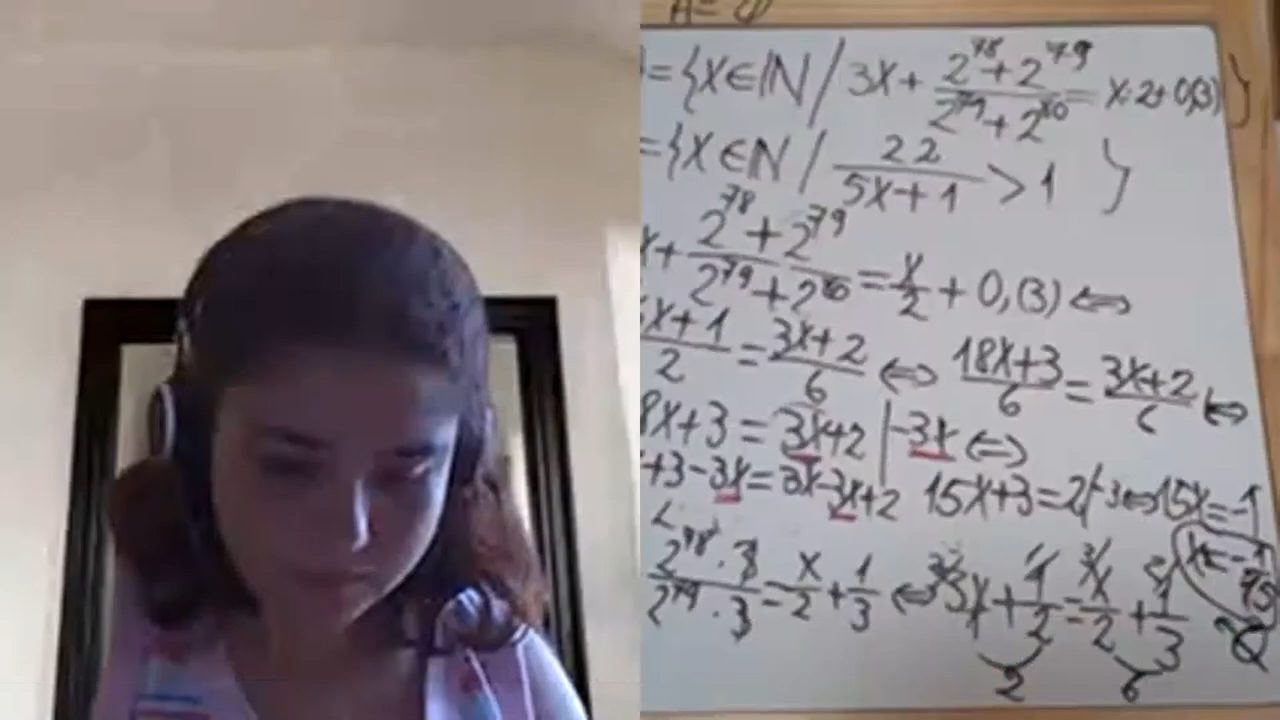 A = ∅
= {x ∈ ℕ / 3x + (2^78 + 2^79)/(2^79 + 2^80) = x:2 + 0,(3)}
= {x ∈ ℕ / 22/(5x+1) > 1 }
x + (2^78 + 2^79)/(2^79 + 2^80) = x/2 + 0,(3) ⇔
x+1/2 = (3x+2)/6 ⇔ (18x+3)/6 = (3x+2)/6 ⇔
8x+3 = 3x+2 | -3x ⇔
+3-3x = 3x-3x+2 15x+3=2 |-3 ⇔ 15x=-1
(2^78 · 3)/(2^79 · 3) = x/2 + 1/3 ⇔ 3x + 1/2 = x/2 + 1/3 x=-1/15
2 6